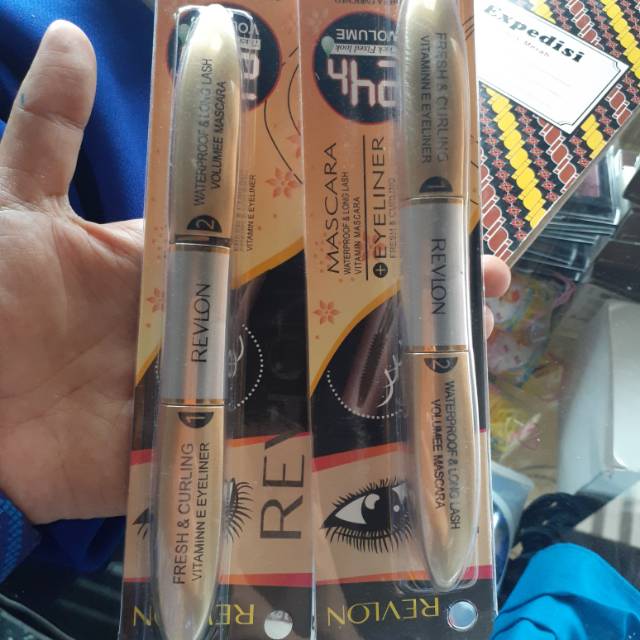 WATERPROOF & LONG LASH
VOLUMEE MASCARA
2
REVLON
1
FRESH & CURLING
VITAMINN E EYELINER
VITAMIN E EYELINER
REVLON
VOLUME
24h
MASCARA
WATERPROOF & LONG LASH
VITAMIN MASCARA
+EYELINER
FRESH & CURLING
FRESH & CURLING
VITAMINN E EYELINER
1
REVLON
2
WATERPROOF & LONG LASH
VOLUMEE MASCARA
REVLON
Expedisi
Merah